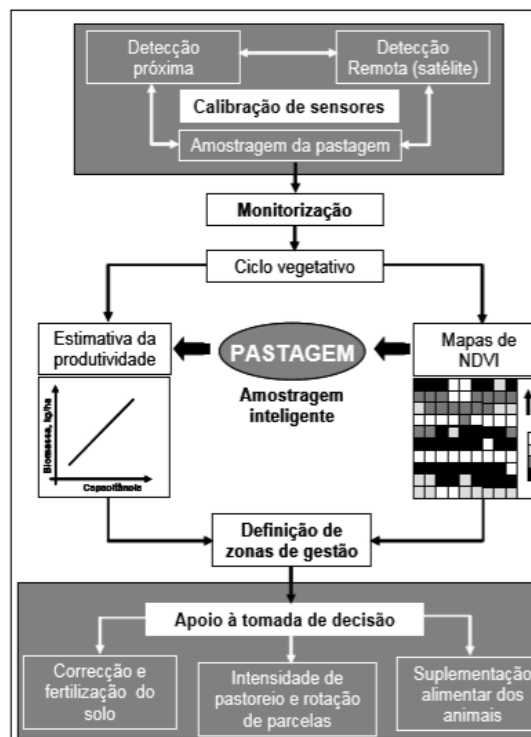 Detecção
próxima
Detecção
Remota (satélite)
Calibração de sensores
Amostragem da pastagem
Monitorização
Ciclo vegetativo
Estimativa da
produtividade
PASTAGEM
Amostragem
inteligente
Mapas de
NDVI
Biomassa, kg/ha
Capacitância
Definição de
zonas de gestão
Apoio à tomada de decisão
Correcção e
fertilização do
solo
Intensidade de
pastoreio e rotação
de parcelas
Suplementação
alimentar dos
animais